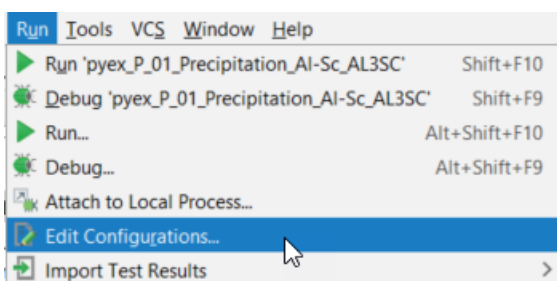 Run Tools VCS Window Help
Run 'pyex_P_01_Precipitation_Al-Sc_AL3SC' Shift+F10
Debug 'pyex_P_01_Precipitation_Al-Sc_AL3SC' Shift+F9
Run... Alt+Shift+F10
Debug... Alt+Shift+F9
Attach to Local Process...
Edit Configurations...
Import Test Results